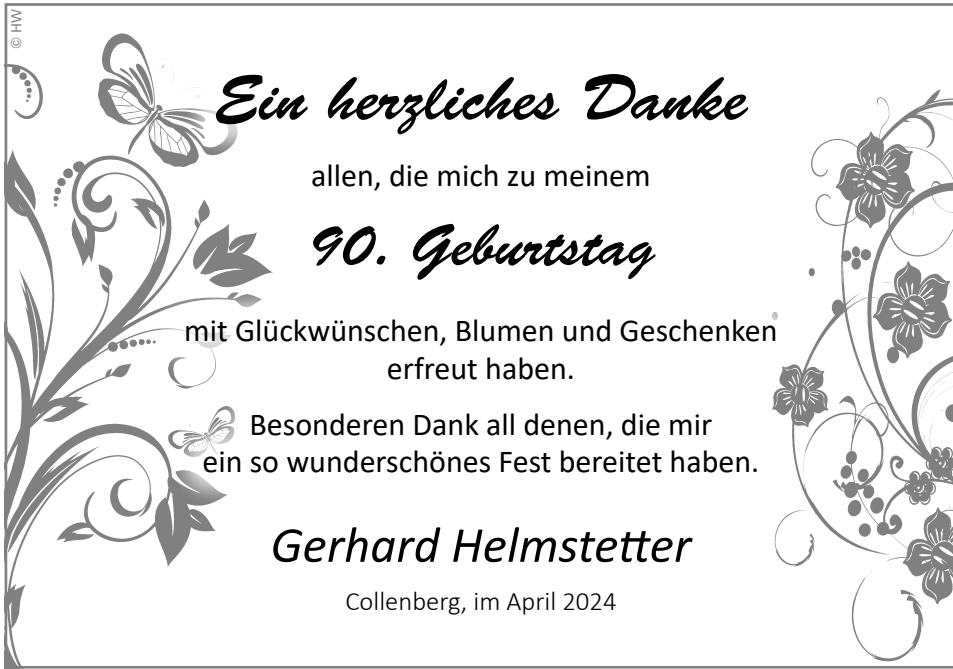 © HW
Ein herzliches Danke
allen, die mich zu meinem
90. Geburtstag
mit Glückwünschen, Blumen und Geschenken
erfreut haben.
Besonderen Dank all denen, die mir
ein so wunderschönes Fest bereitet haben.
Gerhard Helmstetter
Collenberg, im April 2024